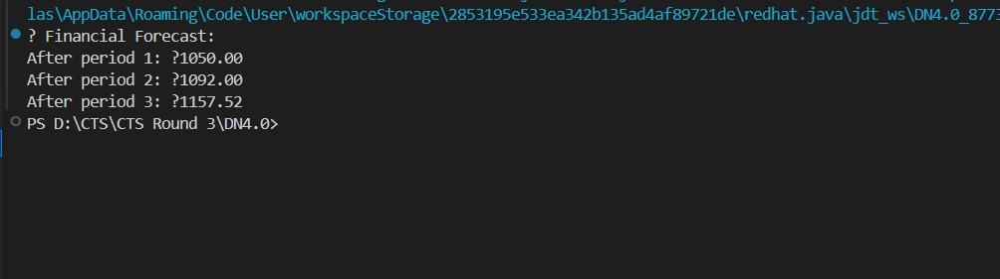 las\AppData\Roaming\Code\User\workspaceStorage\2853195e533ea342b135ad4af89721de\redhat.java\jdt_ws\DN4.0_877
? Financial Forecast:
After period 1: ?1050.00
After period 2: ?1092.00
After period 3: ?1157.52
PS D:\CTS\CTS Round 3\DN4.0>